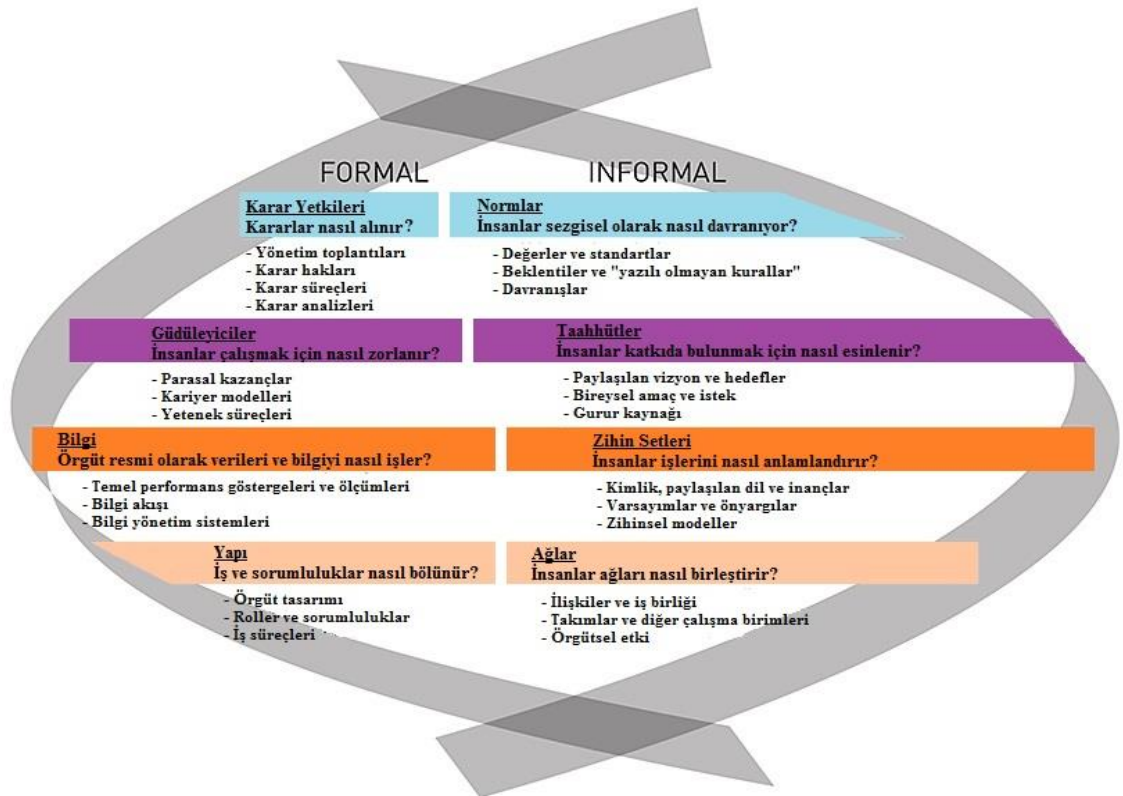 FORMAL
INFORMAL
Karar Yetkileri
Kararlar nasıl alınır?
- Yönetim toplantıları
- Karar hakları
- Karar süreçleri
- Karar analizleri
Normlar
İnsanlar sezgisel olarak nasıl davranıyor?
- Değerler ve standartlar
- Beklentiler ve "yazılı olmayan kurallar"
- Davranışlar
Güdüleyiciler
İnsanlar çalışmak için nasıl zorlanır?
- Parasal kazançlar
- Kariyer modelleri
- Yetenek süreçleri
Taahhütler
İnsanlar katkıda bulunmak için nasıl esinlenir?
- Paylaşılan vizyon ve hedefler
- Bireysel amaç ve istek
- Gurur kaynağı
Bilgi
Örgüt resmi olarak verileri ve bilgiyi nasıl işler?
- Temel performans göstergeleri ve ölçümleri
- Bilgi akışı
- Bilgi yönetim sistemleri
Zihin Setleri
İnsanlar işlerini nasıl anlamlandırır?
- Kimlik, paylaşılan dil ve inançlar
- Varsayımlar ve önyargılar
- Zihinsel modeller
Yapı
İş ve sorumluluklar nasıl bölünür?
- Örgüt tasarımı
- Roller ve sorumluluklar
- İş süreçleri
Ağlar
İnsanlar ağları nasıl birleştirir?
- İlişkiler ve iş birliği
- Takımlar ve diğer çalışma birimleri
- Örgütsel etki